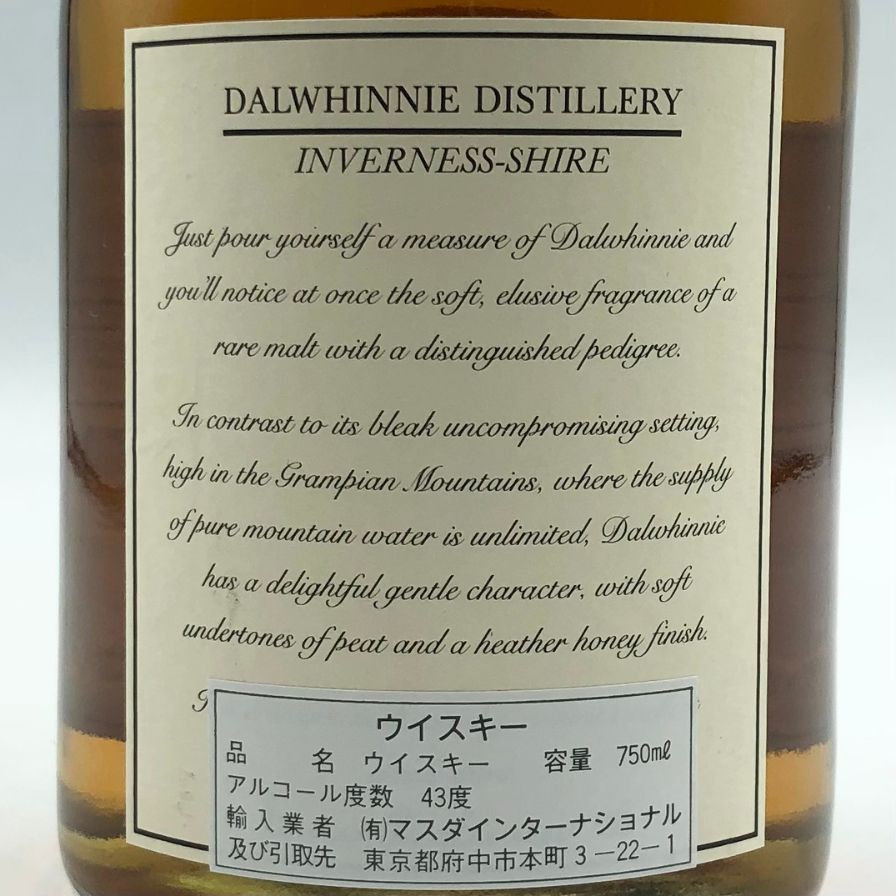 DALWHINNIE DISTILLERY
INVERNESS-SHIRE
Just pour yourself a measure of Dalwhinnie and
you'll notice at once the soft, elusive fragrance of a
rare malt with a distinguished pedigree.
In contrast to its bleak uncompromising setting,
high in the Grampian Mountains, where the supply
of pure mountain water is unlimited, Dalwhinnie
has a delightful gentle character, with soft
undertones of peat and a heather honey finish.
ウイスキー
品 名 ウイスキー 容量 750㎖
アルコール度数 43度
輸入業者 ㈲マスダインターナショナル
及び引取先 東京都府中市本町3－22－1